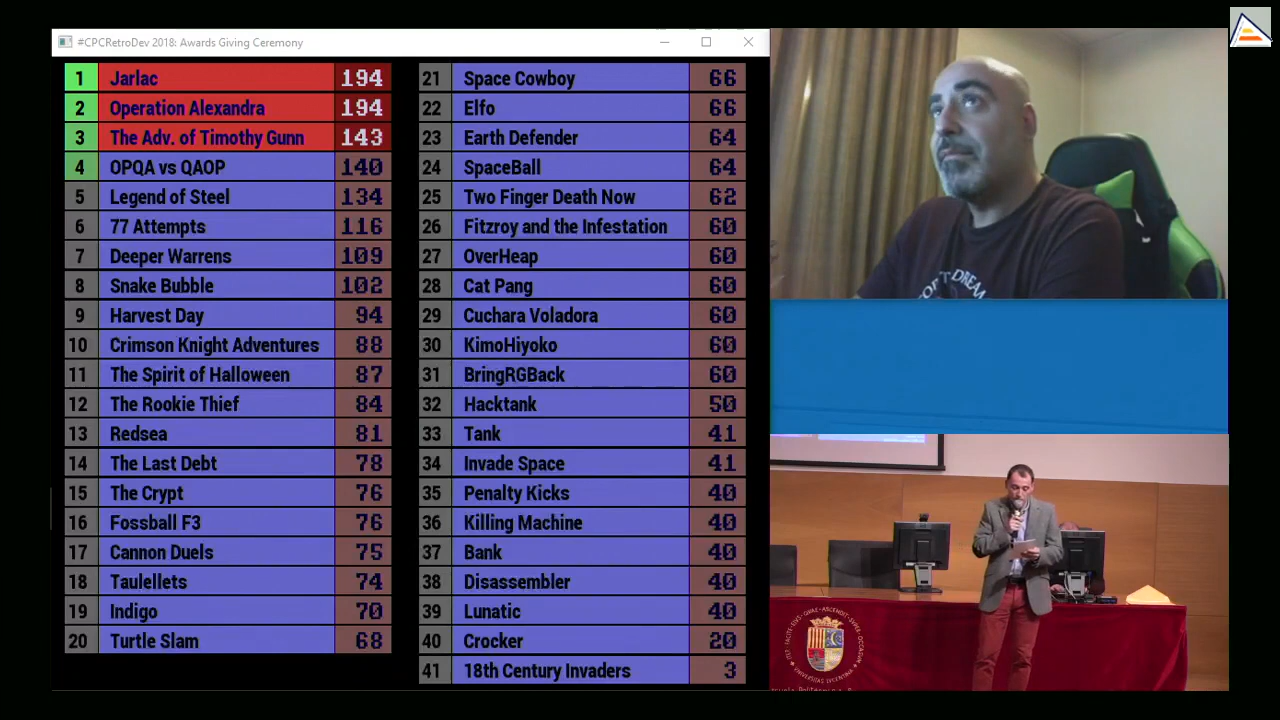 #CPCRetroDev 2018: Awards Giving Ceremony
1 Jarlac 194
2 Operation Alexandra 194
3 The Adv. of Timothy Gunn 143
4 OPQA vs QAOP 140
5 Legend of Steel 134
6 77 Attempts 116
7 Deeper Warrens 109
8 Snake Bubble 102
9 Harvest Day 94
10 Crimson Knight Adventures 88
11 The Spirit of Halloween 87
12 The Rookie Thief 84
13 Redsea 81
14 The Last Debt 78
15 The Crypt 76
16 Fossball F3 76
17 Cannon Duels 75
18 Taulellets 74
19 Indigo 70
20 Turtle Slam 68
21 Space Cowboy 66
22 Elfo 66
23 Earth Defender 64
24 SpaceBall 64
25 Two Finger Death Now 62
26 Fitzroy and the Infestation 60
27 OverHeap 60
28 Cat Pang 60
29 Cuchara Voladora 60
30 KimoHiyoko 60
31 BringRGBack 60
32 Hacktank 50
33 Tank 41
34 Invade Space 41
35 Penalty Kicks 40
36 Killing Machine 40
37 Bank 40
38 Disassembler 40
39 Lunatic 40
40 Crocker 20
41 18th Century Invaders 3